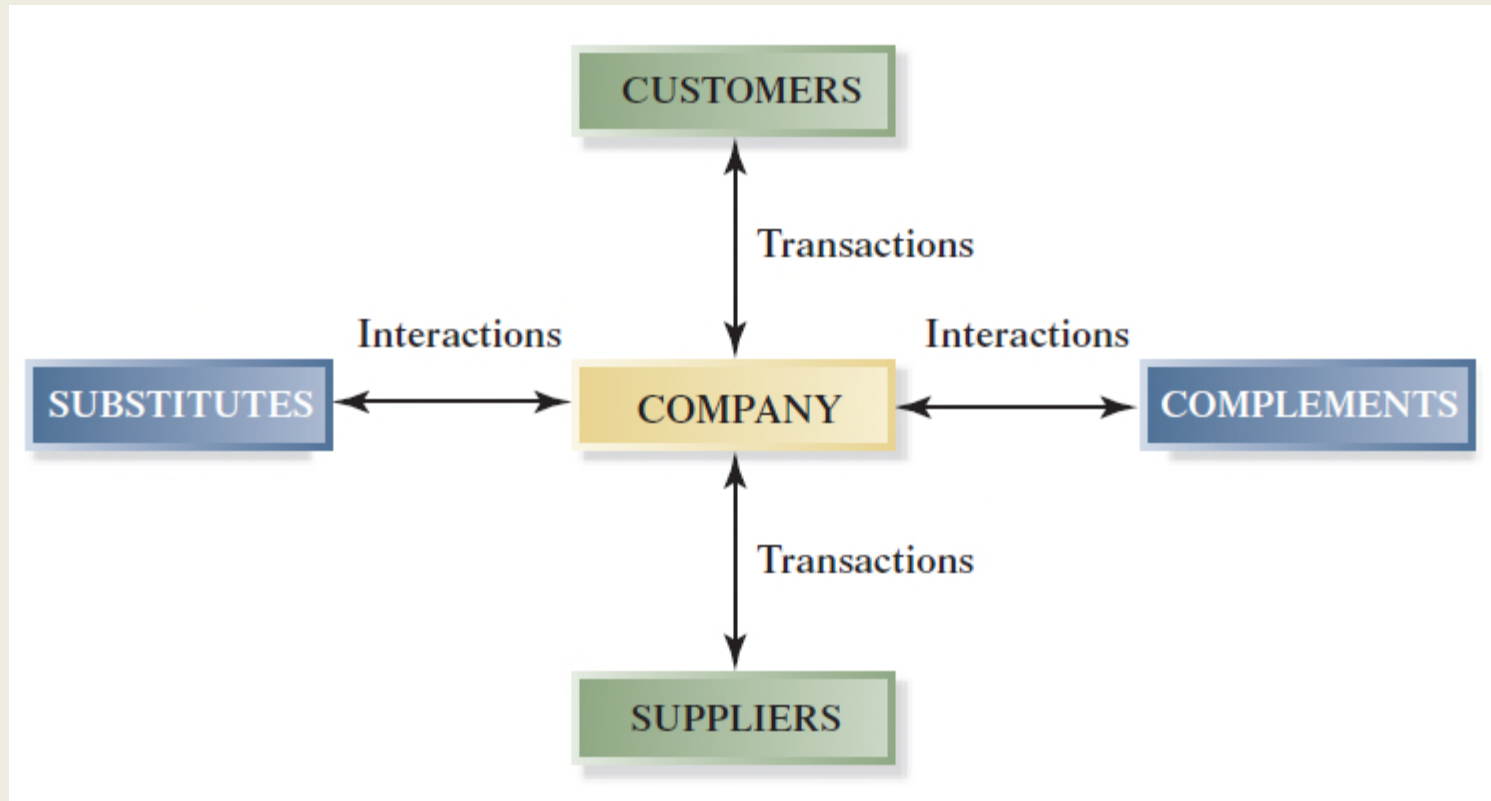 CUSTOMERS
Transactions
Interactions
Interactions
SUBSTITUTES
COMPANY
COMPLEMENTS
Transactions
SUPPLIERS